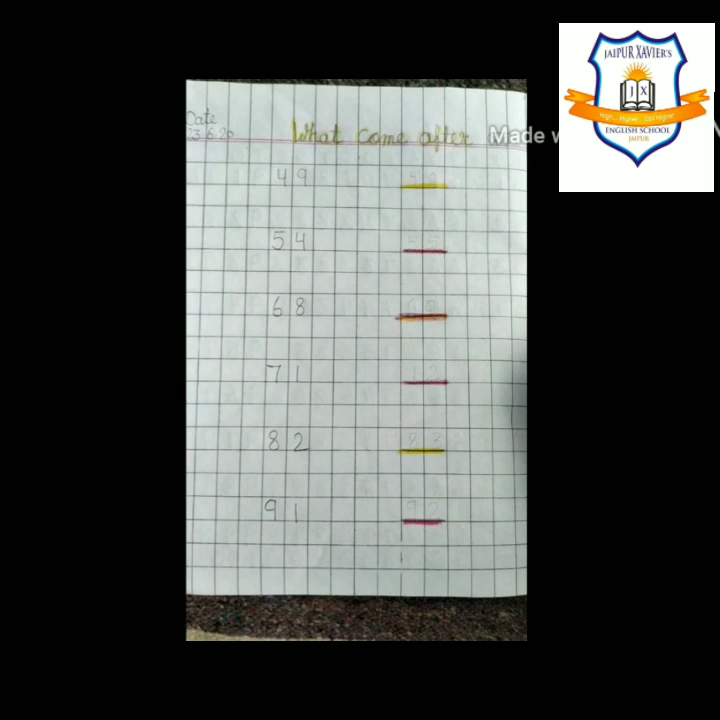 JAIPUR XAVIER'S
J X
ENGLISH SCHOOL
JAIPUR
Date
23.6.20
What come after
Made
49
54 55
68 69
71 72
82 83
91 92